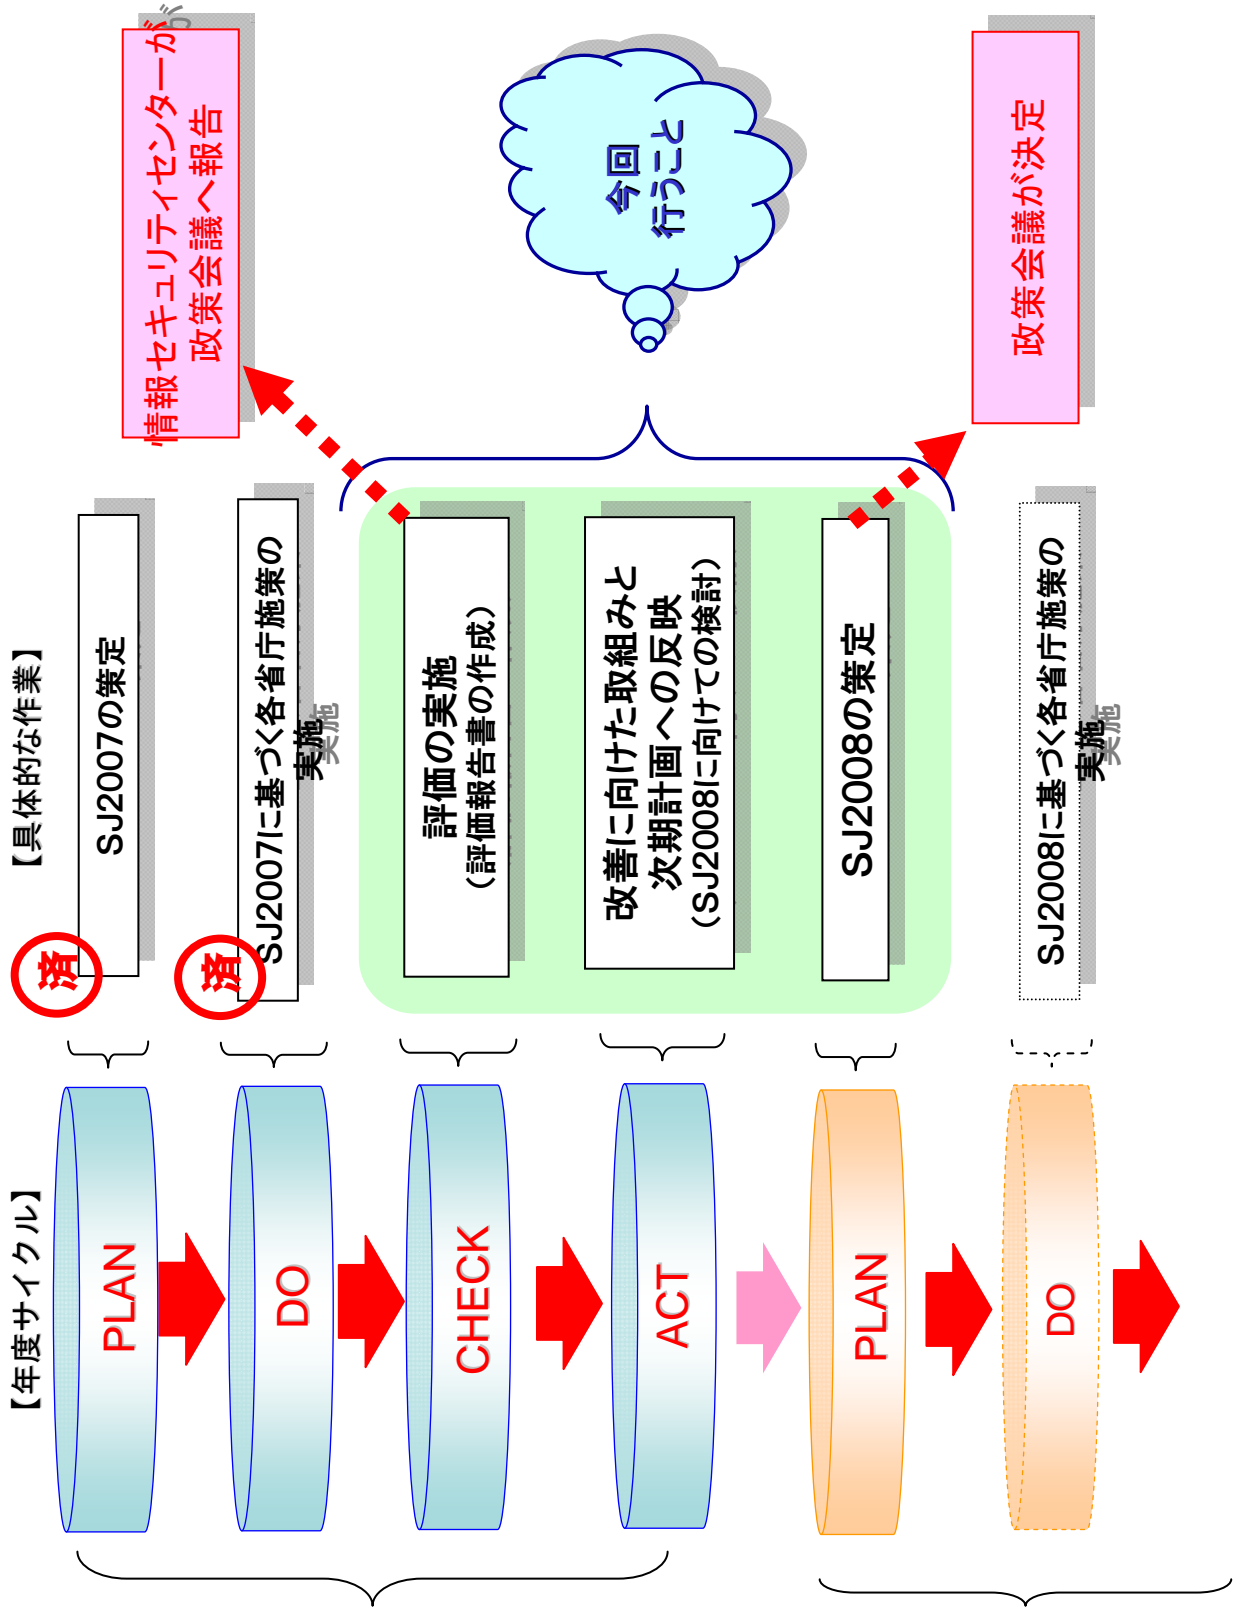 【年度サイクル】
【具体的な作業】
PLAN
済
SJ2007の策定
DO
済
SJ2007に基づく各省庁施策の
実施
CHECK
評価の実施
（評価報告書の作成）
情報セキュリティセンターが
政策会議へ報告
ACT
改善に向けた取組みと
次期計画への反映
（SJ2008に向けての検討）
今回
行うこと
PLAN
SJ2008の策定
政策会議が決定
DO
SJ2008に基づく各省庁施策の
実施